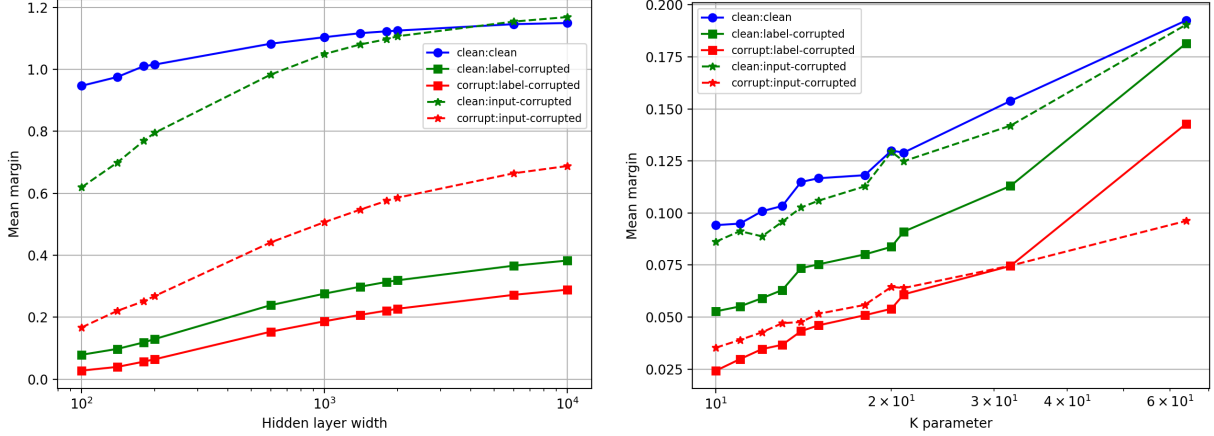 1.2
1.0
0.8
0.6
0.4
0.2
0.0
Mean margin
10²
10³
10⁴
Hidden layer width
clean:clean
clean:label-corrupted
corrupt:label-corrupted
clean:input-corrupted
corrupt:input-corrupted
0.200
0.175
0.150
0.125
0.100
0.075
0.050
0.025
Mean margin
10¹
2 × 10¹
3 × 10¹
4 × 10¹
6 × 10¹
K parameter
clean:clean
clean:label-corrupted
corrupt:label-corrupted
clean:input-corrupted
corrupt:input-corrupted